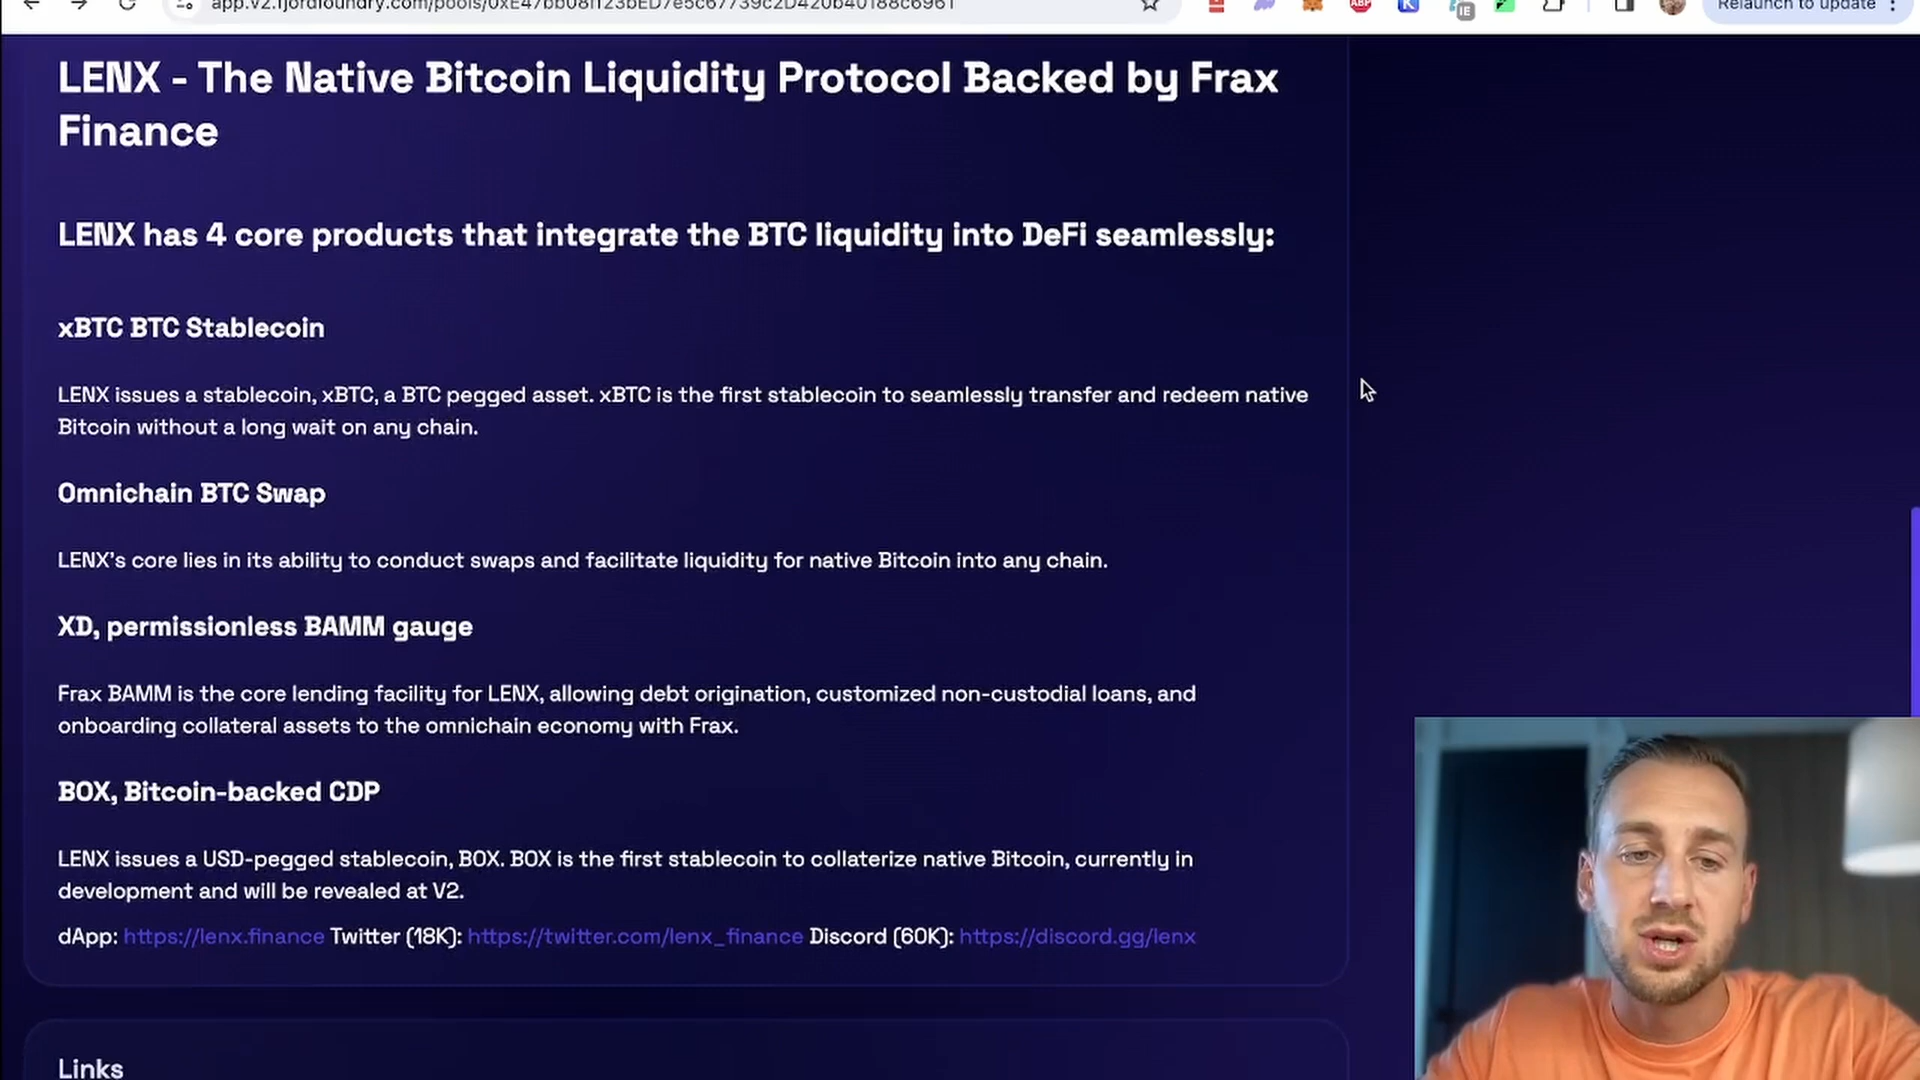 Relaunch to update
LENX - The Native Bitcoin Liquidity Protocol Backed by Frax
Finance
LENX has 4 core products that integrate the BTC liquidity into DeFi seamlessly:
xBTC BTC Stablecoin
LENX issues a stablecoin, xBTC, a BTC pegged asset. xBTC is the first stablecoin to seamlessly transfer and redeem native
Bitcoin without a long wait on any chain.
Omnichain BTC Swap
LENX's core lies in its ability to conduct swaps and facilitate liquidity for native Bitcoin into any chain.
XD, permissionless BAMM gauge
Frax BAMM is the core lending facility for LENX, allowing debt origination, customized non-custodial loans, and
onboarding collateral assets to the omnichain economy with Frax.
BOX, Bitcoin-backed CDP
LENX issues a USD-pegged stablecoin, BOX. BOX is the first stablecoin to collaterize native Bitcoin, currently in
development and will be revealed at V2.
dApp: https://lenx.finance Twitter (18K): https://twitter.com/lenx_finance Discord (60K): https://discord.gg/lenx
Links